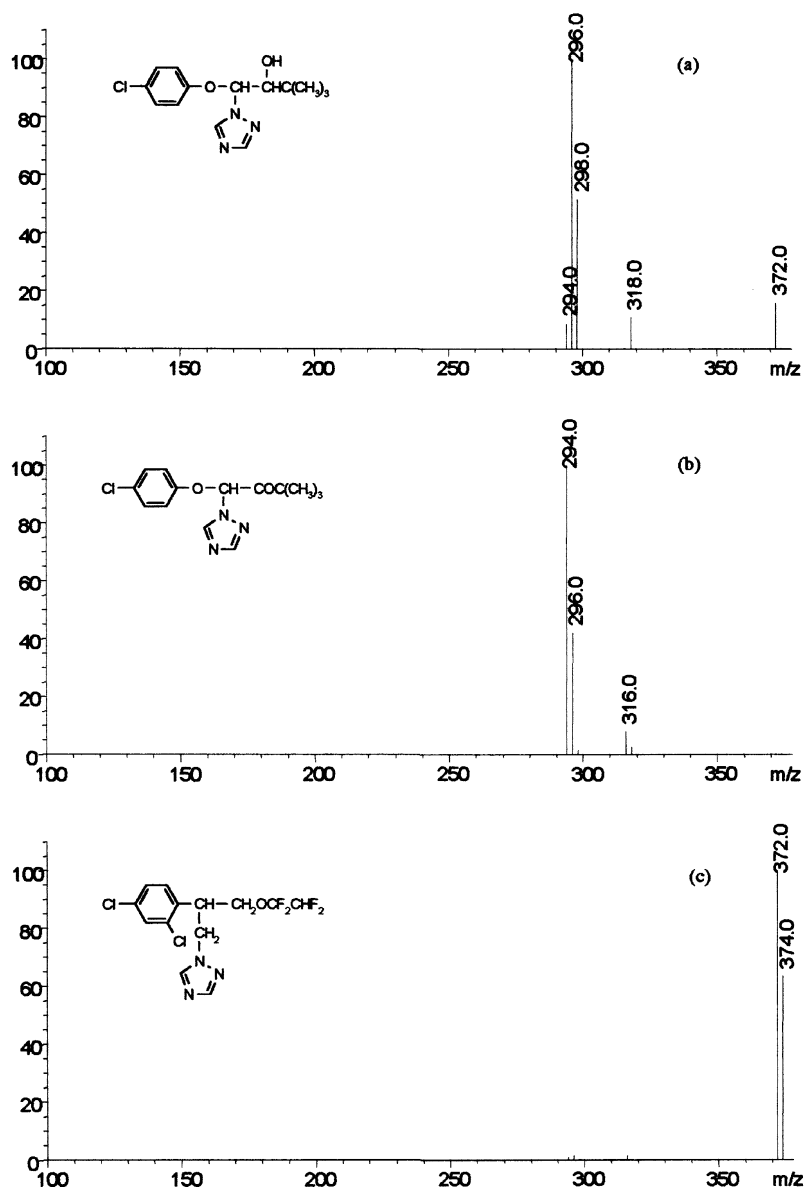 (a)
100
80
60
40
20
0
296.0
298.0
294.0
318.0
372.0
Cl
O
CH
OH
CHC(CH3)3
N
N
N
100 150 200 250 300 350 m/z
(b)
100
80
60
40
20
0
294.0
296.0
316.0
Cl
O
CH
COC(CH3)3
N
N
N
100 150 200 250 300 350 m/z
(c)
100
80
60
40
20
0
372.0
374.0
Cl
Cl
CH
CH2OCF2CHF2
CH2
N
N
N
100 150 200 250 300 350 m/z